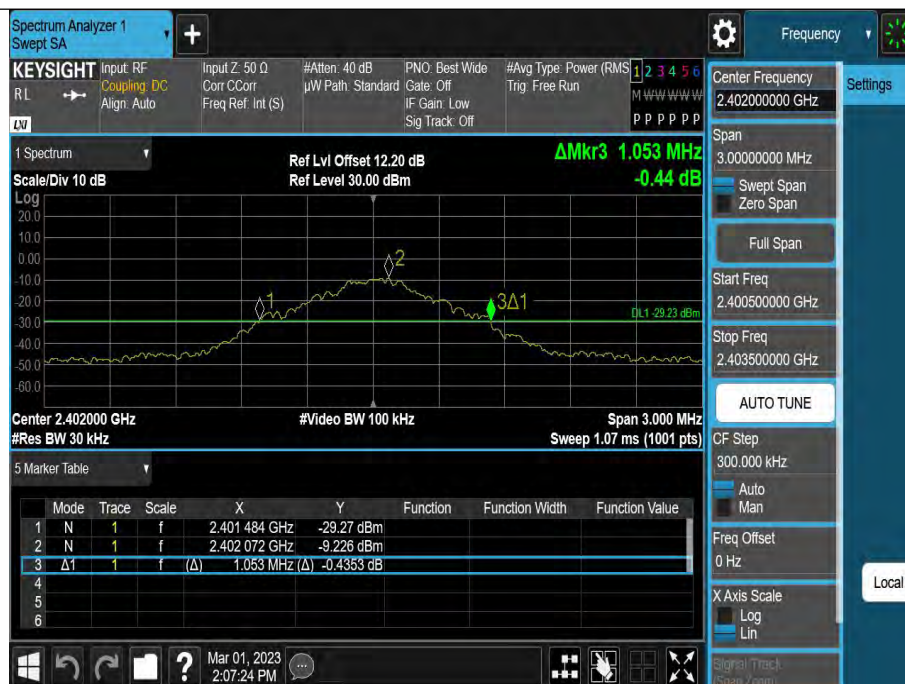 Spectrum Analyzer 1
Swept SA
+
Frequency
KEYSIGHT
RL
LXI
Input: RF
Coupling: DC
Align: Auto
Input Z: 50 Ω
Corr CCorr
Freq Ref: Int (S)
#Atten: 40 dB
µW Path: Standard
PNO: Best Wide
Gate: Off
IF Gain: Low
Sig Track: Off
#Avg Type: Power (RMS
Trig: Free Run
1 2 3 4 5 6
M W W W W W
P P P P P P
1 Spectrum
Scale/Div 10 dB
Ref Lvl Offset 12.20 dB
Ref Level 30.00 dBm
ΔMkr3 1.053 MHz
-0.44 dB
Log
20.0
10.0
0.00
-10.0
-20.0
-30.0
-40.0
-50.0
-60.0
1
2
3Δ1
DL1 -29.23 dBm
Center 2.402000 GHz
#Video BW 100 kHz
Span 3.000 MHz
#Res BW 30 kHz
Sweep 1.07 ms (1001 pts)
5 Marker Table
Mode Trace Scale X Y Function Function Width Function Value
1 N 1 f 2.401 484 GHz -29.27 dBm
2 N 1 f 2.402 072 GHz -9.226 dBm
3 Δ1 1 f (Δ) 1.053 MHz (Δ) -0.4353 dB
4
5
6
Mar 01, 2023
2:07:24 PM
?
Center Frequency
2.402000000 GHz
Span
3.00000000 MHz
Swept Span
Zero Span
Full Span
Start Freq
2.400500000 GHz
Stop Freq
2.403500000 GHz
AUTO TUNE
CF Step
300.000 kHz
Auto
Man
Freq Offset
0 Hz
X Axis Scale
Log
Lin
Signal Track
(Span Zoom)
Settings
Local